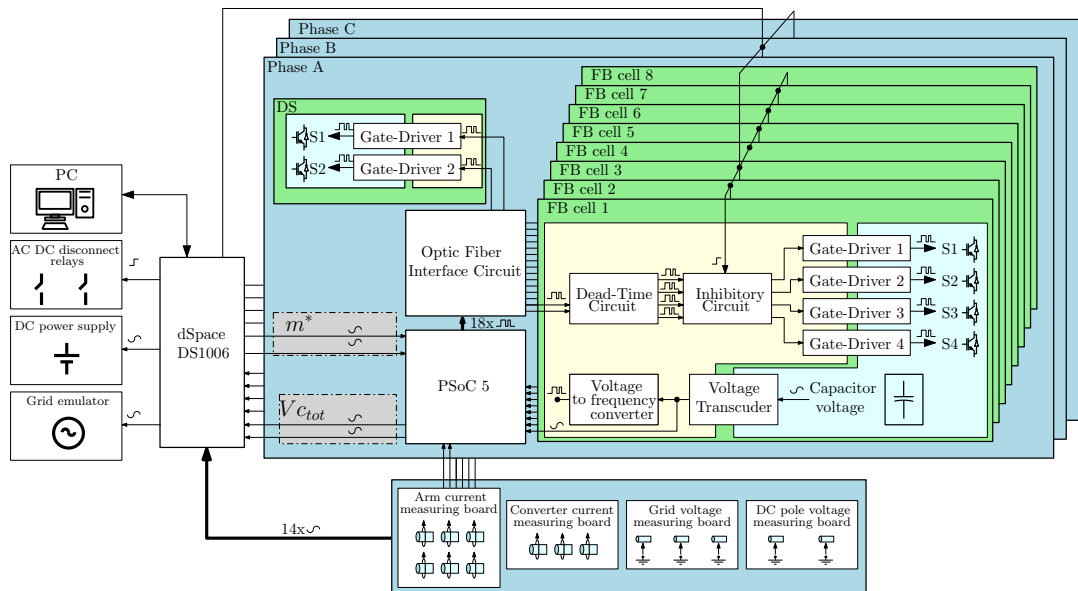 Phase C
Phase B
Phase A
FB cell 8
FB cell 7
FB cell 6
FB cell 5
FB cell 4
FB cell 3
FB cell 2
FB cell 1
DS
S1
Gate-Driver 1
S2
Gate-Driver 2
PC
AC DC disconnect
relays
DC power supply
Grid emulator
dSpace
DS1006
m*
Vc_tot
Optic Fiber
Interface Circuit
18x
PSoC 5
Dead-Time
Circuit
Inhibitory
Circuit
Gate-Driver 1
S1
Gate-Driver 2
S2
Gate-Driver 3
S3
Gate-Driver 4
S4
Voltage
to frequency
converter
Voltage
Transcuder
Capacitor
voltage
14x
Arm current
measuring board
Converter current
measuring board
Grid voltage
measuring board
DC pole voltage
measuring board